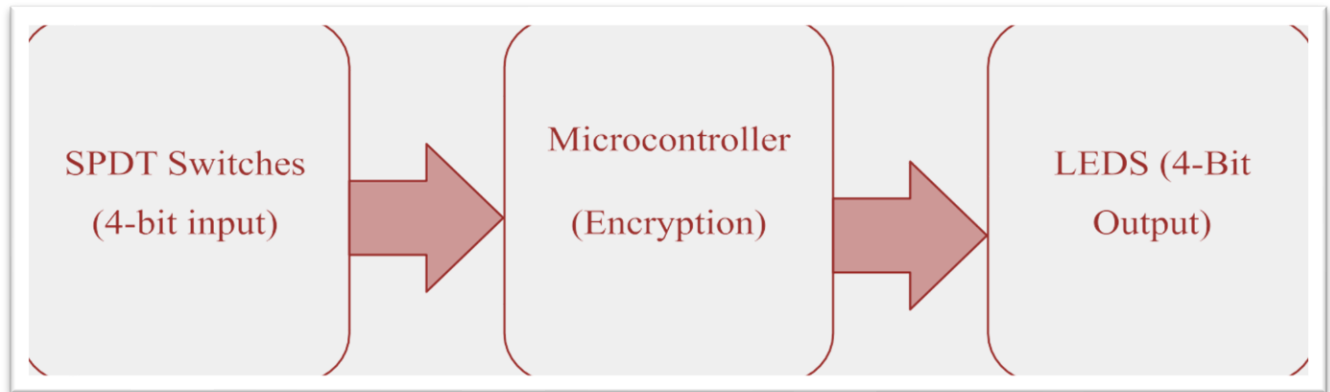 SPDT Switches
(4-bit input)
Microcontroller
(Encryption)
LEDS (4-Bit
Output)